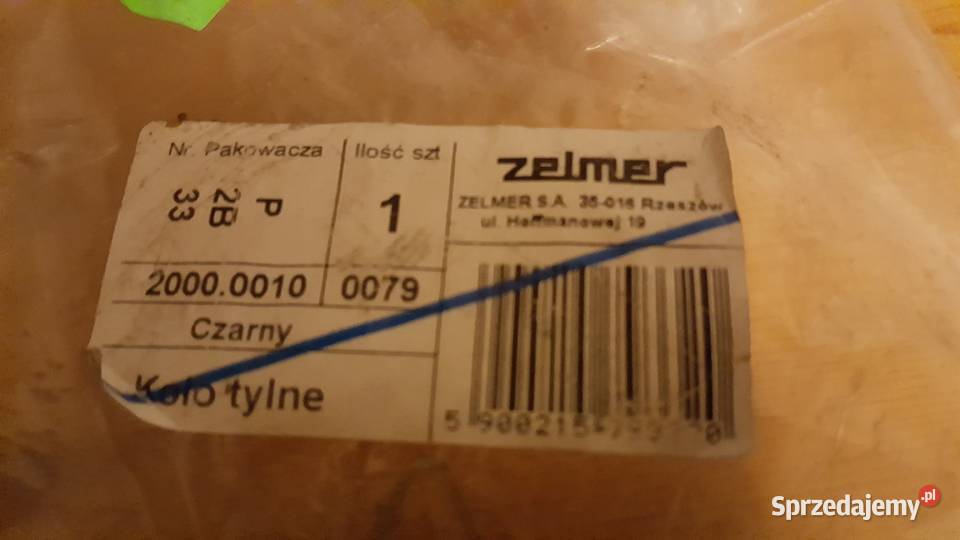 Nr. Pakowacza
Ilość szt
P
2B
33
1
zelmer
ZELMER S.A. 35-016 Rzeszów
ul. Hoffmanowej 19
2000.0010
0079
Czarny
Koło tylne
Sprzedajemy.pl